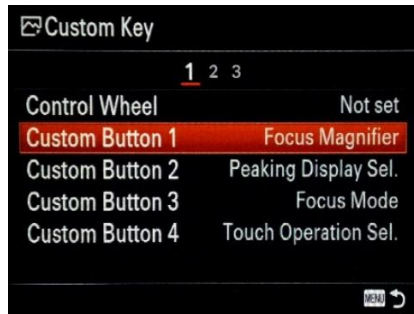 Custom Key
1 2 3
Control Wheel Not set
Custom Button 1 Focus Magnifier
Custom Button 2 Peaking Display Sel.
Custom Button 3 Focus Mode
Custom Button 4 Touch Operation Sel.
MENU